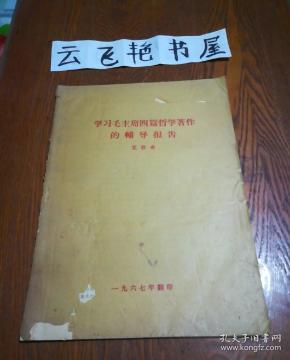 云飞艳书屋
学习毛主席四篇哲学著作
的辅导报告
一九六七年翻印
孔夫子旧书网